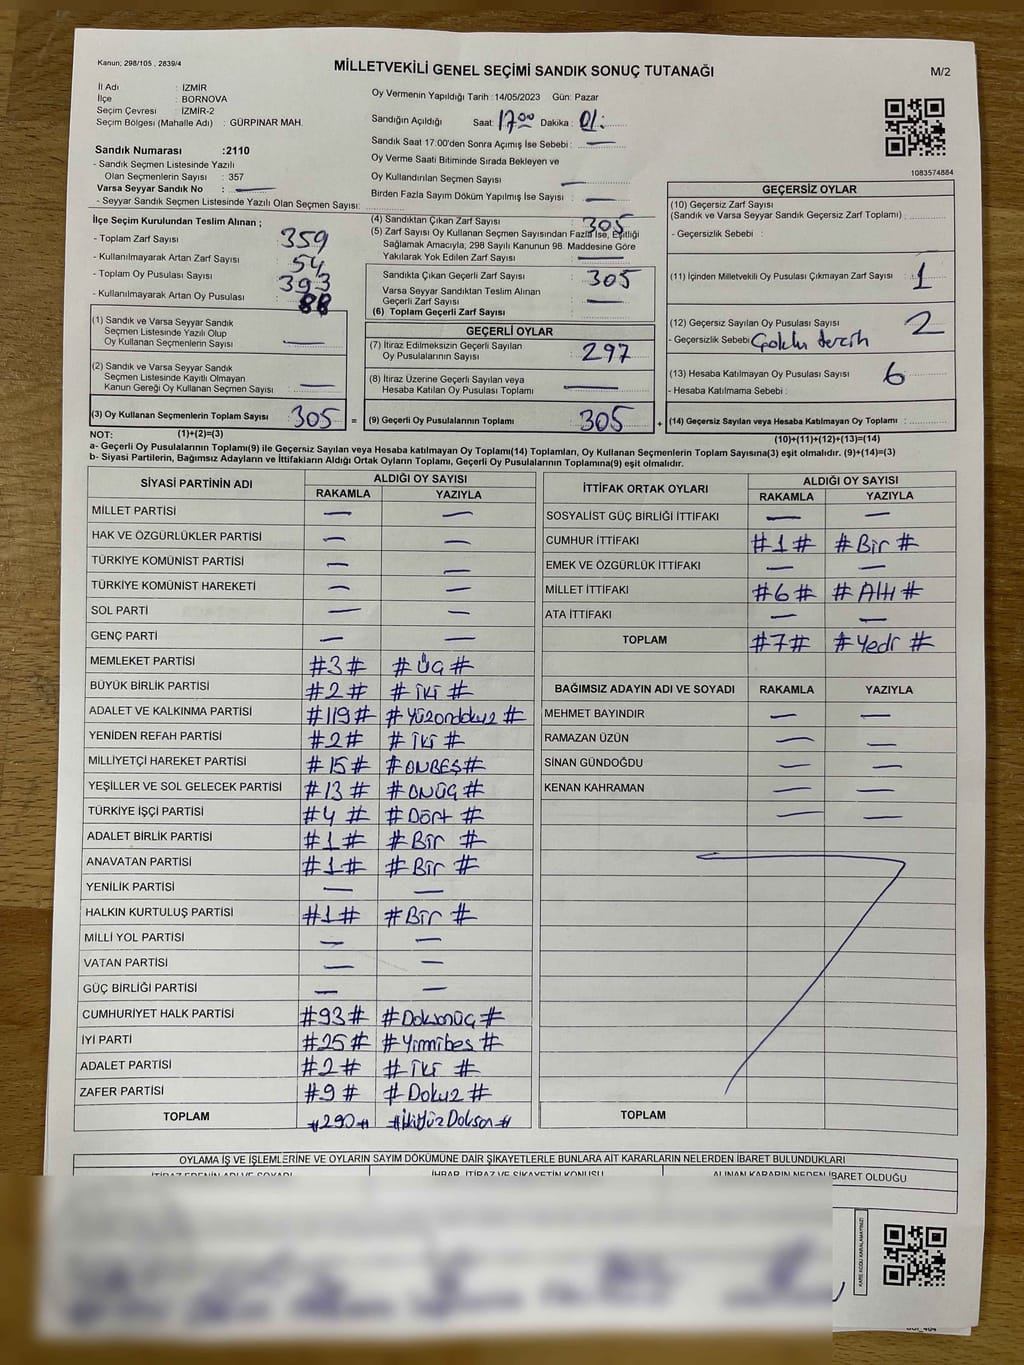 Kanun, 298/105 , 2839/4
MİLLETVEKİLİ GENEL SEÇİMİ SANDIK SONUÇ TUTANAĞI
M/2
İl Adı : İZMİR
İlçe : BORNOVA
Seçim Çevresi : İZMİR-2
Seçim Bölgesi (Mahalle Adı) : GÜRPINAR MAH.
Sandık Numarası :2110
- Sandık Seçmen Listesinde Yazılı
Olan Seçmenlerin Sayısı : 357
Varsa Seyyar Sandık No : —
- Seyyar Sandık Seçmen Listesinde Yazılı Olan Seçmen Sayısı:
Oy Vermenin Yapıldığı Tarih :14/05/2023 Gün: Pazar
Sandığın Açıldığı Saat: 17.00 Dakika : 01:
Sandık Saat 17:00'den Sonra Açımış İse Sebebi : —
Oy Verme Saati Bitiminde Sırada Bekleyen ve
Oy Kullandırılan Seçmen Sayısı —
Birden Fazla Sayım Döküm Yapılmış İse Sayısı : —
1083574884
İlçe Seçim Kurulundan Teslim Alınan ;
- Toplam Zarf Sayısı 359
- Kullanılmayarak Artan Zarf Sayısı : 54
- Toplam Oy Pusulası Sayısı : 393
- Kullanılmayarak Artan Oy Pusulası : 88
(1) Sandık ve Varsa Seyyar Sandık
Seçmen Listesinde Yazılı Olup
Oy Kullanan Seçmenlerin Sayısı —
(2) Sandık ve Varsa Seyyar Sandık
Seçmen Listesinde Kayıtlı Olmayan
Kanun Gereği Oy Kullanan Seçmen Sayısı —
(3) Oy Kullanan Seçmenlerin Toplam Sayısı 305 =
(1)+(2)=(3)
(4) Sandıktan Çıkan Zarf Sayısı 305
(5) Zarf Sayısı Oy Kullanan Seçmen Sayısından Fazla İse, Eşitliği
Sağlamak Amacıyla, 298 Sayılı Kanunun 98. Maddesine Göre
Yakılarak Yok Edilen Zarf Sayısı : —
Sandıkta Çıkan Geçerli Zarf Sayısı 305
Varsa Seyyar Sandıktan Teslim Alınan
Geçerli Zarf Sayısı —
(6) Toplam Geçerli Zarf Sayısı :
GEÇERLİ OYLAR
(7) İtiraz Edilmeksizin Geçerli Sayılan
Oy Pusulalarının Sayısı 297
(8) İtiraz Üzerine Geçerli Sayılan veya
Hesaba Katılan Oy Pusulası Toplamı —
(9) Geçerli Oy Pusulalarının Toplamı 305 +
GEÇERSİZ OYLAR
(10) Geçersiz Zarf Sayısı
(Sandık ve Varsa Seyyar Sandık Geçersiz Zarf Toplamı) :
- Geçersizlik Sebebi :
(11) İçinden Milletvekili Oy Pusulası Çıkmayan Zarf Sayısı : 1
(12) Geçersiz Sayılan Oy Pusulası Sayısı 2
- Geçersizlik Sebebi Çoklu tercih
(13) Hesaba Katılmayan Oy Pusulası Sayısı 6
- Hesaba Katılmama Sebebi :
(14) Geçersiz Sayılan veya Hesaba Katılmayan Oy Toplamı :
(10)+(11)+(12)+(13)=(14)
NOT:
a- Geçerli Oy Pusulalarının Toplamı(9) ile Geçersiz Sayılan veya Hesaba katılmayan Oy Toplamı(14) Toplamları, Oy Kullanan Seçmenlerin Toplam Sayısına(3) eşit olmalıdır. (9)+(14)=(3)
b- Siyasi Partilerin, Bağımsız Adayların ve İttifakların Aldığı Ortak Oyların Toplamı, Geçerli Oy Pusulalarının Toplamına(9) eşit olmalıdır.
SİYASİ PARTİNİN ADI ALDIĞI OY SAYISI
RAKAMLA YAZIYLA
MİLLET PARTİSİ — —
HAK VE ÖZGÜRLÜKLER PARTİSİ — —
TÜRKİYE KOMÜNİST PARTİSİ — —
TÜRKİYE KOMÜNİST HAREKETİ — —
SOL PARTİ — —
GENÇ PARTİ — —
MEMLEKET PARTİSİ #3# #ÜÇ#
BÜYÜK BİRLİK PARTİSİ #2# #İKİ#
ADALET VE KALKINMA PARTİSİ #119# #Yüzondokuz#
YENİDEN REFAH PARTİSİ #2# #İKİ#
MİLLİYETÇİ HAREKET PARTİSİ #15# #ONBEŞ#
YEŞİLLER VE SOL GELECEK PARTİSİ #13# #ONÜÇ#
TÜRKİYE İŞÇİ PARTİSİ #4# #Dört#
ADALET BİRLİK PARTİSİ #1# #Bir#
ANAVATAN PARTİSİ #1# #Bir#
YENİLİK PARTİSİ — —
HALKIN KURTULUŞ PARTİSİ #1# #Bir#
MİLLİ YOL PARTİSİ — —
VATAN PARTİSİ — —
GÜÇ BİRLİĞİ PARTİSİ — —
CUMHURİYET HALK PARTİSİ #93# #Doksanüç#
İYİ PARTİ #25# #Yirmibeş#
ADALET PARTİSİ #2# #İKİ#
ZAFER PARTİSİ #9# #Dokuz#
TOPLAM #290# #İkiyüzDoksan#
İTTİFAK ORTAK OYLARI ALDIĞI OY SAYISI
RAKAMLA YAZIYLA
SOSYALİST GÜÇ BİRLİĞİ İTTİFAKI — —
CUMHUR İTTİFAKI #1# #Bir#
EMEK VE ÖZGÜRLÜK İTTİFAKI — —
MİLLET İTTİFAKI #6# #Altı#
ATA İTTİFAKI — —
TOPLAM #7# #Yedi#
BAĞIMSIZ ADAYIN ADI VE SOYADI RAKAMLA YAZIYLA
MEHMET BAYINDIR — —
RAMAZAN ÜZÜN — —
SİNAN GÜNDOĞDU — —
KENAN KAHRAMAN — —
— —
TOPLAM
OYLAMA İŞ VE İŞLEMLERİNE VE OYLARIN SAYIM DÖKÜMÜNE DAİR ŞİKAYETLERLE BUNLARA AİT KARARLARIN NELERDEN İBARET BULUNDUKLARI
İTİRAZ EDENİN ADI VE SOYADI İHBAR, İTİRAZ VE ŞİKAYETİN KONUSU ALINAN KARARIN NEDEN İBARET OLDUĞU
KARE KODU KARALAMAYINIZ!